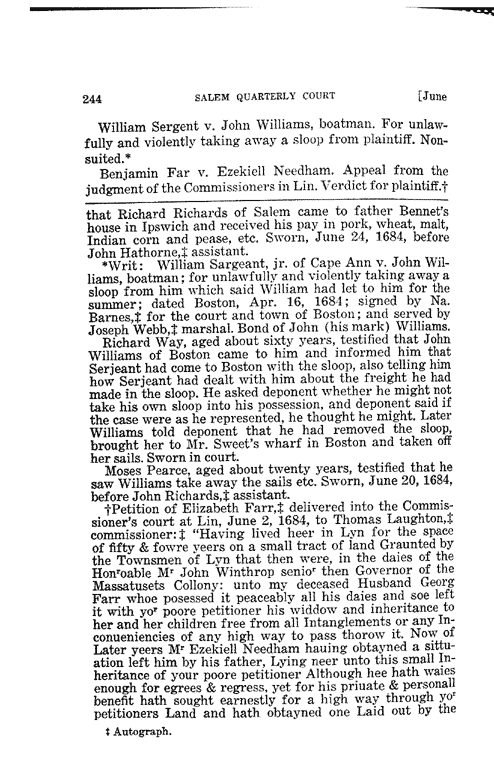 244 SALEM QUARTERLY COURT [June
William Sergent v. John Williams, boatman. For unlaw-
fully and violently taking away a sloop from plaintiff. Non-
suited.*
Benjamin Far v. Ezekiell Needham. Appeal from the
judgment of the Commissioners in Lin. Verdict for plaintiff.†
that Richard Richards of Salem came to father Bennet's
house in Ipswich and received his pay in pork, wheat, malt,
Indian corn and pease, etc. Sworn, June 24, 1684, before
John Hathorne,‡ assistant.
*Writ: William Sargeant, jr. of Cape Ann v. John Wil-
liams, boatman; for unlawfully and violently taking away a
sloop from him which said William had let to him for the
summer; dated Boston, Apr. 16, 1684; signed by Na.
Barnes,‡ for the court and town of Boston; and served by
Joseph Webb,‡ marshal. Bond of John (his mark) Williams.
Richard Way, aged about sixty years, testified that John
Williams of Boston came to him and informed him that
Serjeant had come to Boston with the sloop, also telling him
how Serjeant had dealt with him about the freight he had
made in the sloop. He asked deponent whether he might not
take his own sloop into his possession, and deponent said if
the case were as he represented, he thought he might. Later
Williams told deponent that he had removed the sloop,
brought her to Mr. Sweet's wharf in Boston and taken off
her sails. Sworn in court.
Moses Pearce, aged about twenty years, testified that he
saw Williams take away the sails etc. Sworn, June 20, 1684,
before John Richards,‡ assistant.
†Petition of Elizabeth Farr,‡ delivered into the Commis-
sioner's court at Lin, June 2, 1684, to Thomas Laughton,‡
commissioner:‡ "Having lived heer in Lyn for the space
of fifty & fowre yeers on a small tract of land Graunted by
the Townsmen of Lyn that then were, in the daies of the
Honʳoable Mʳ John Winthrop senioʳ then Governor of the
Massatusets Collony: unto my deceased Husband Georg
Farr whoe posessed it peaceably all his daies and soe left
it with yoʳ poore petitioner his widdow and inheritance to
her and her children free from all Intanglements or any In-
conueniencies of any high way to pass thorow it. Now of
Later yeers Mʳ Ezekiell Needham hauing obtayned a sittu-
ation left him by his father, Lying neer unto this small In-
heritance of your poore petitioner Although hee hath waies
enough for egrees & regress, yet for his priuate & personall
benefit hath sought earnestly for a high way through yoʳ
petitioners Land and hath obtayned one Laid out by the
‡ Autograph.